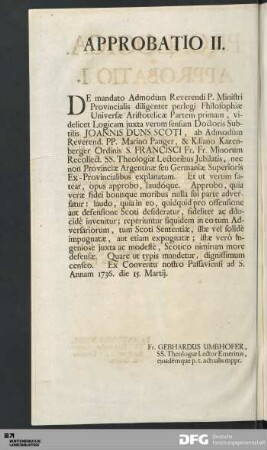 APPROBATIO II.
DE mandato Admodum Reverendi P. Ministri
Provincialis diligenter perlegi Philosophiæ
Universæ Aristotelicæ Partem primam, vi-
delicet Logicam juxta verum sensum Doctoris Sub-
tilis JOANNIS DUNS SCOTI, ab Admodum
Reverend. PP. Mariano Panger, & Kiliano Kazen-
berger Ordinis S. FRANCISCI Fr. Fr. Minorum
Recollect. SS. Theologiæ Lectoribus Jubilatis, nec
non Provinciæ Argentinæ seu Germaniæ Superioris
Ex-Provincialibus explanatam. Et ut verum fa-
tear, opus approbo, laudóque. Approbo, quia
veræ fidei bonisque moribus nulla sui parte adver-
satur: laudo, quia in eo, quidquid pro offensione
aut defensione Scoti desideratur, fideliter ac dilu-
cidè invenitur; reperiuntur siquidem in eo tum Ad-
versariorum, tum Scoti Sententiæ, illæ vel solidè
impugnatæ, aut etiam expugnatæ; istæ verò in-
geniosè juxta ac modestè, Scotico nimirum more
defensæ. Quare ut typis mandetur, dignissimum
censeo. Ex Conventu nostro Passaviensi ad S.
Annam 1736. die 15 Martij.
Fr. GEBHARDUS UMBHOFER,
SS. Theologiæ Lector Emeritus,
ejusdémque p. t. actualis mppr.
DFG